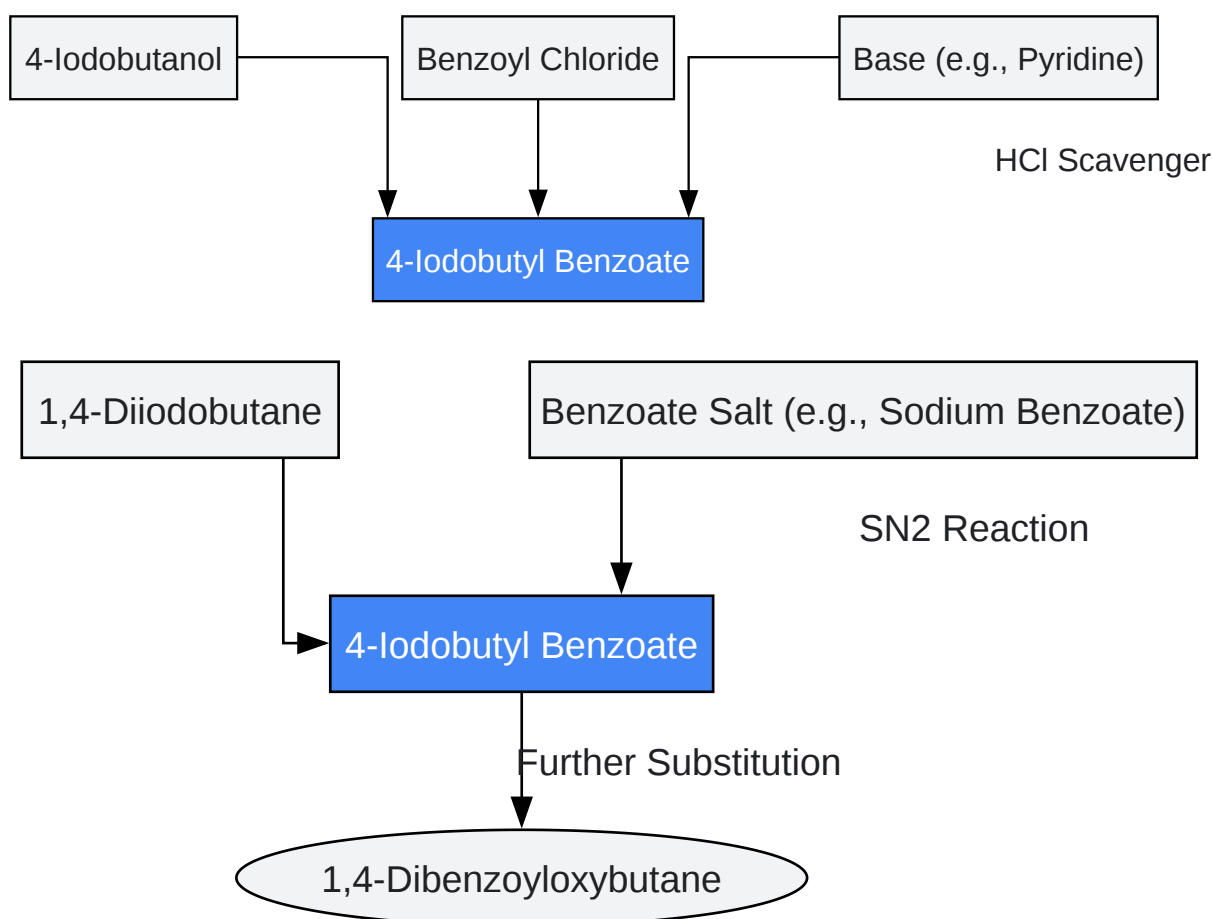 4-Iodobutanol
Benzoyl Chloride
Base (e.g., Pyridine)
HCl Scavenger
4-Iodobutyl Benzoate
1,4-Diiodobutane
Benzoate Salt (e.g., Sodium Benzoate)
SN2 Reaction
4-Iodobutyl Benzoate
Further Substitution
1,4-Dibenzoyloxybutane